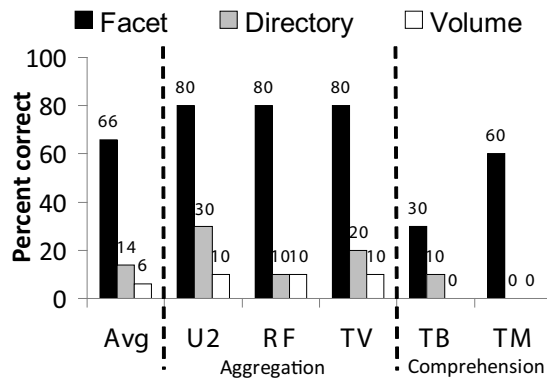 Facet Directory Volume
Percent correct
100
80
60
40
20
0
66 14 6
80 30 10
80 10 10
80 20 10
30 10 0
60 0 0
Avg U2 RF TV TB TM
Aggregation Comprehension